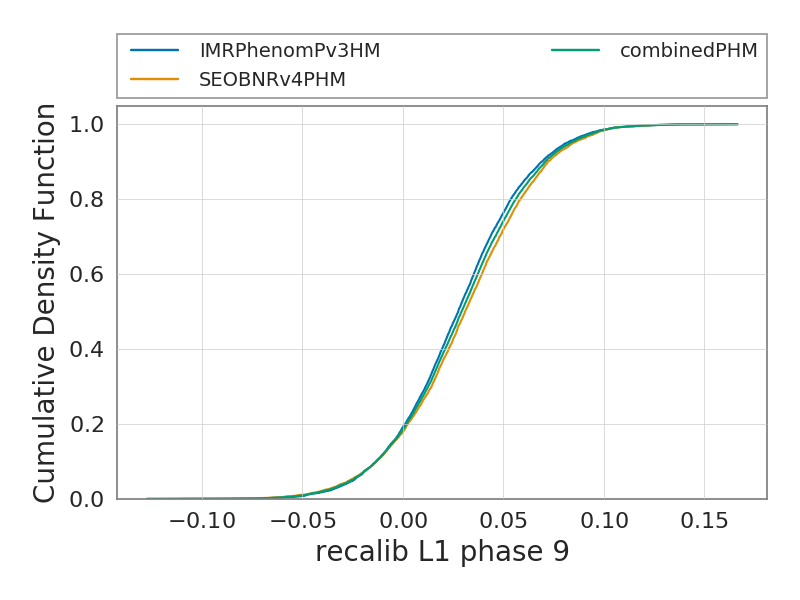 IMRPhenomPv3HM
SEOBNRv4PHM
combinedPHM
Cumulative Density Function
1.0
0.8
0.6
0.4
0.2
0.0
−0.10 −0.05 0.00 0.05 0.10 0.15
recalib L1 phase 9